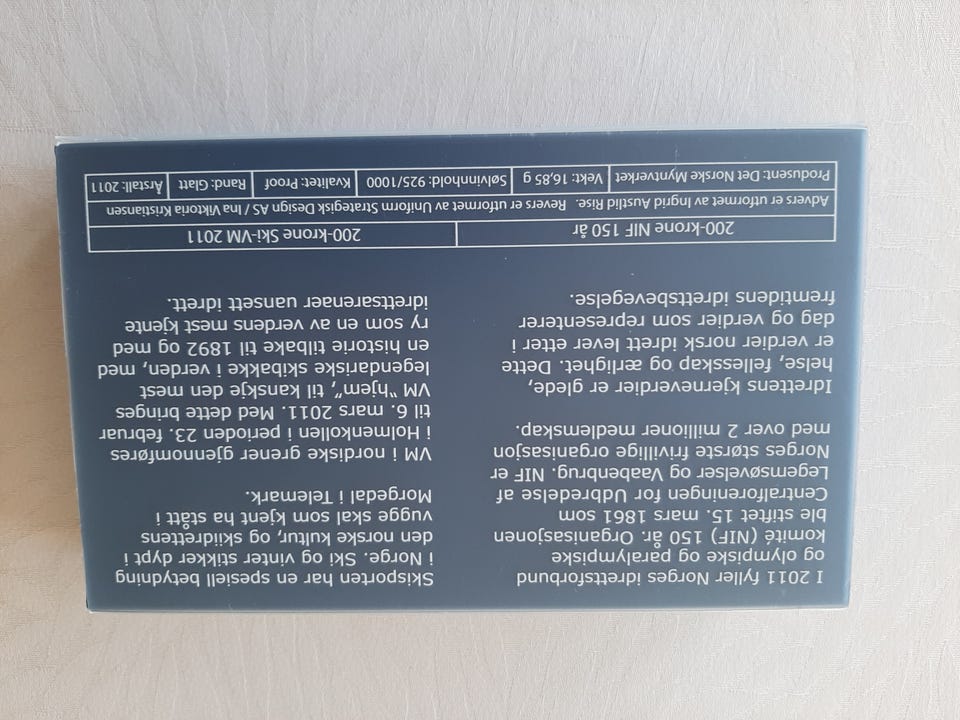 I 2011 fyller Norges idrettsforbund
og olympiske og paralympiske
komité (NIF) 150 år. Organisasjonen
ble stiftet 15. mars 1861 som
Centralforeningen for Udbredelse af
Legemsøvelser og Vaabenbrug. NIF er
Norges største frivillige organisasjon
med over 2 millioner medlemmeskap.
Idrettens kjerneverdier er glede,
helse, fellesskap og ærlighet. Dette
er verdier norsk idrett lever etter i
dag og verdier som representerer
fremtidens idrettsbevegelse.
Skisporten har en spesiell betydning
i Norge. Ski og vinter stikker dypt i
den norske kultur, og skiidrettens
vugge skal som kjent ha stått i
Morgedal i Telemark.
VM i nordiske grener gjennomføres
i Holmenkollen i perioden 23. februar
til 6. mars 2011. Med dette bringes
VM "hjem", til kanskje den mest
legendariske skibakke i verden, med
en historie tilbake til 1892 og med
ry som en av verdens mest kjente
idrettsarenaer uansett idrett.
200-krone NIF 150 år
200-krone Ski-VM 2011
Advers er utformet av Ingrid Austlid Rise. Revers er utformet av Uniform Strategisk Design AS / Ina Viktoria Kristiansen
Produsent: Det Norske Myntverket
Vekt: 16,85 g
Sølvinnhold: 925/1000
Kvalitet: Proof
Rand: Glatt
Årstall: 2011